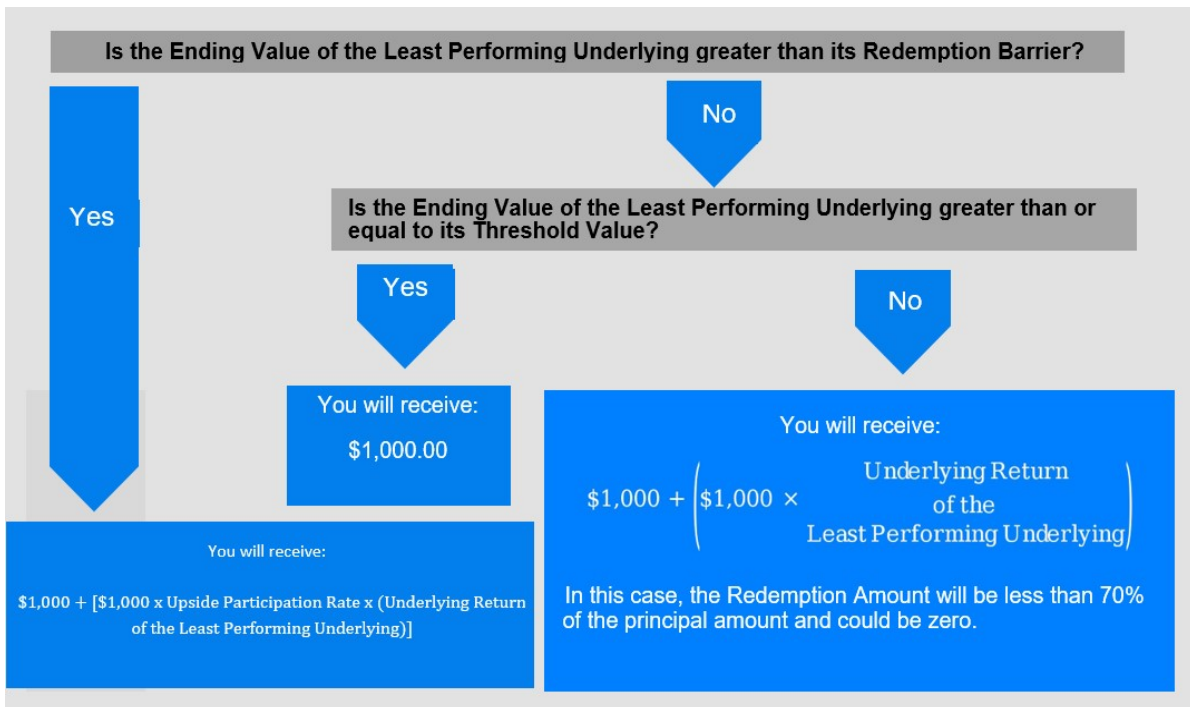 Is the Ending Value of the Least Performing Underlying greater than its Redemption Barrier?
Yes
No
Is the Ending Value of the Least Performing Underlying greater than or
equal to its Threshold Value?
Yes
No
You will receive:
$1,000.00
You will receive:
$1,000 + ($1,000 × Underlying Return
of the
Least Performing Underlying)
In this case, the Redemption Amount will be less than 70%
of the principal amount and could be zero.
You will receive:
$1,000 + [$1,000 x Upside Participation Rate x (Underlying Return
of the Least Performing Underlying)]